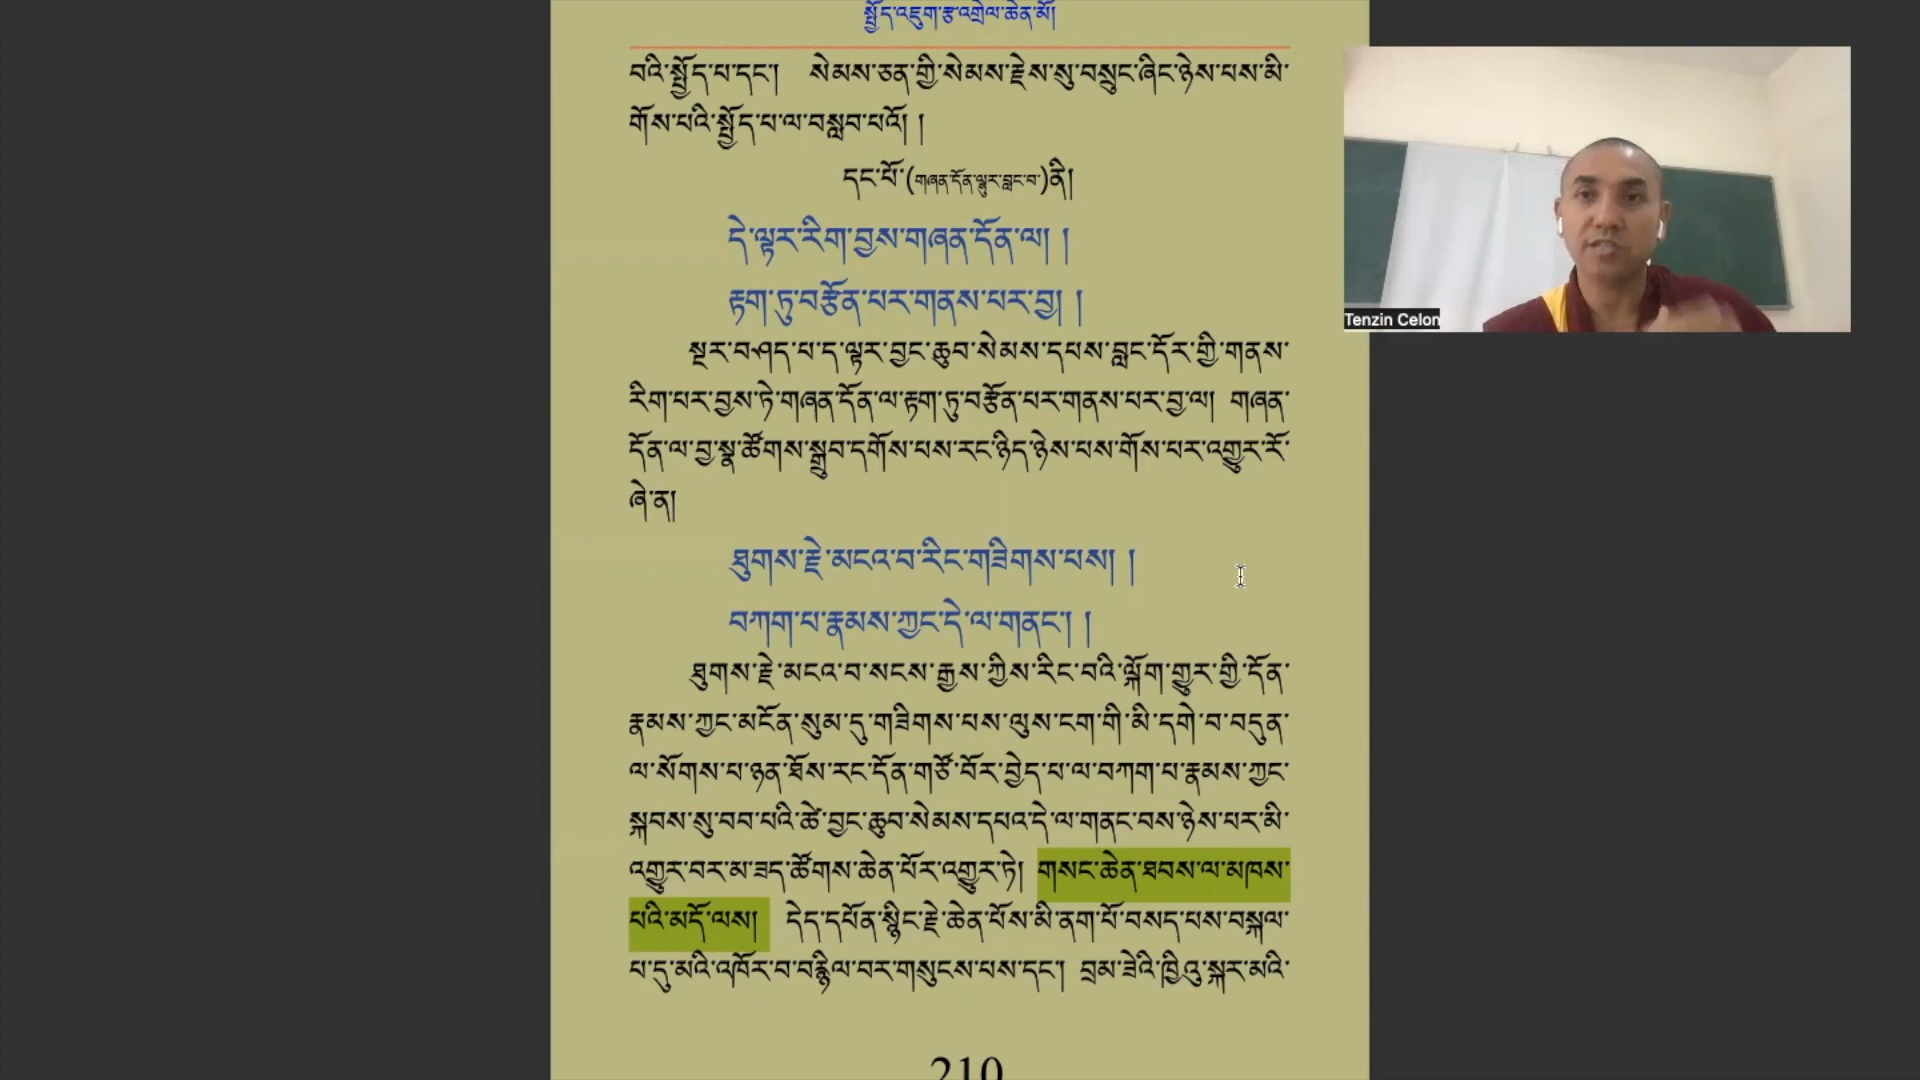 སྤྱོད་འཇུག་རྩ་འགྲེལ་ཆེན་མོ།
བའི་སྤྱོད་པ་དང་། སེམས་ཅན་གྱི་སེམས་རྗེས་སུ་བསྲུང་ཞིང་ཉེས་པས་མི་
གོས་པའི་སྤྱོད་པ་ལ་བསླབ་པའོ། །
དང་པོ་(གཞན་དོན་ལྷུར་བླང་བ་)ནི།
དེ་ལྟར་རིག་བྱས་གཞན་དོན་ལ། །
རྟག་ཏུ་བརྩོན་པར་གནས་པར་བྱ། །
སྔར་བཤད་པ་ད་ལྟར་བྱང་ཆུབ་སེམས་དཔས་བླང་དོར་གྱི་གནས་
རིག་པར་བྱས་ཏེ་གཞན་དོན་ལ་རྟག་ཏུ་བརྩོན་པར་གནས་པར་བྱ་ལ། གཞན་
དོན་ལ་བྱ་སྣ་ཚོགས་སྒྲུབ་དགོས་པས་རང་ཉིད་ཉེས་པས་གོས་པར་འགྱུར་རོ་
ཞེ་ན།
ཐུགས་རྗེ་མངའ་བ་རིང་གཟིགས་པས། །
བཀག་པ་རྣམས་ཀྱང་དེ་ལ་གནང་། །
ཐུགས་རྗེ་མངའ་བ་སངས་རྒྱས་ཀྱིས་རིང་བའི་ལྐོག་གྱུར་གྱི་དོན་
རྣམས་ཀྱང་མངོན་སུམ་དུ་གཟིགས་པས་ལུས་ངག་གི་མི་དགེ་བ་བདུན་
ལ་སོགས་པ་ཉན་ཐོས་རང་དོན་གཙོ་བོར་བྱེད་པ་ལ་བཀག་པ་རྣམས་ཀྱང་
སྐབས་སུ་བབ་པའི་ཚེ་བྱང་ཆུབ་སེམས་དཔའ་དེ་ལ་གནང་བས་ཉེས་པར་མི་
འགྱུར་བར་མ་ཟད་ཚོགས་ཆེན་པོར་འགྱུར་ཏེ། གསང་ཆེན་ཐབས་ལ་མཁས་
པའི་མདོ་ལས། དེད་དཔོན་སྙིང་རྗེ་ཆེན་པོས་མི་ནག་པོ་བསད་པས་བསྐལ་
པ་དུ་མའི་འཁོར་བ་བརྙིལ་བར་གསུངས་པས་དང་། བྲམ་ཟེའི་ཁྱིའུ་སྐར་མའི་
210
Tenzin Celon